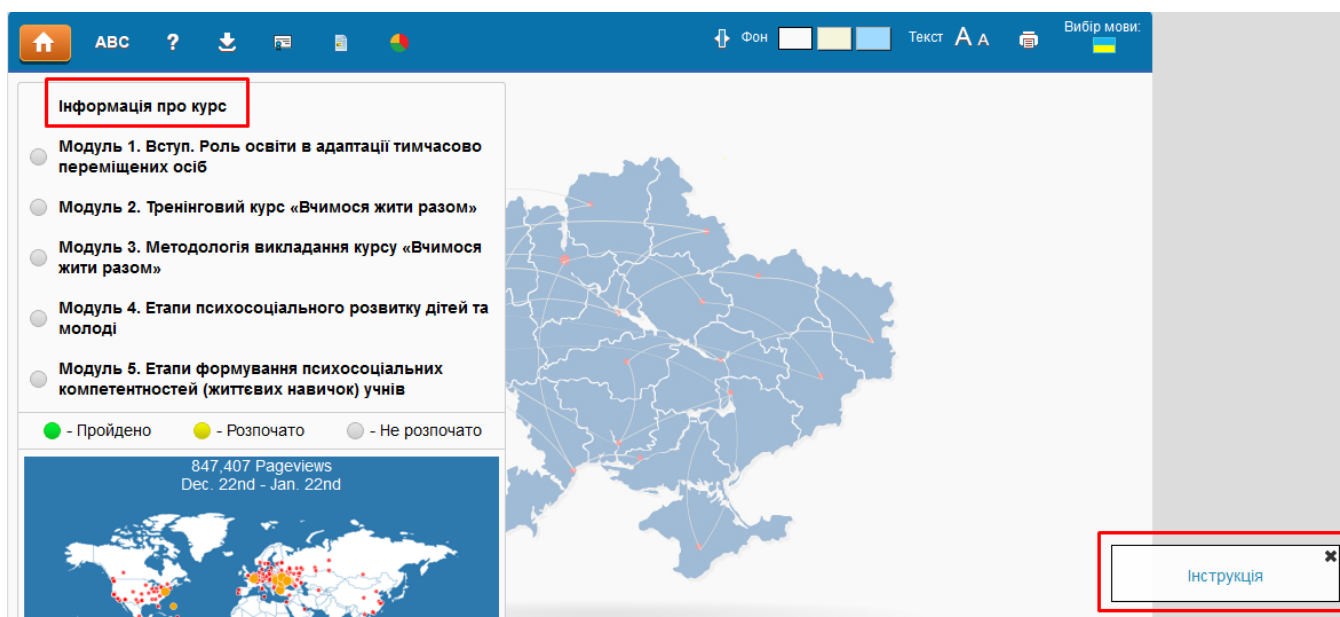 ABC ? Фон Текст А А Вибір мови:
Інформація про курс
Модуль 1. Вступ. Роль освіти в адаптації тимчасово
переміщених осіб
Модуль 2. Тренінговий курс «Вчимося жити разом»
Модуль 3. Методологія викладання курсу «Вчимося
жити разом»
Модуль 4. Етапи психосоціального розвитку дітей та
молоді
Модуль 5. Етапи формування психосоціальних
компетентностей (життєвих навичок) учнів
- Пройдено - Розпочато - Не розпочато
847,407 Pageviews
Dec. 22nd - Jan. 22nd
Інструкція